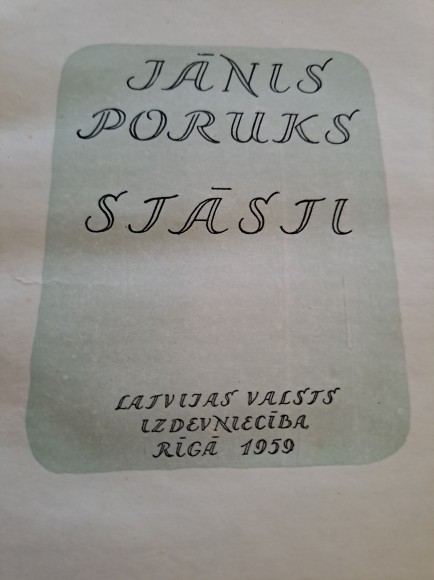 JĀNIS
PORUKS
STĀSTI
LATVIJAS VALSTS
IZDEVNIECĪBA
RĪGĀ 1959